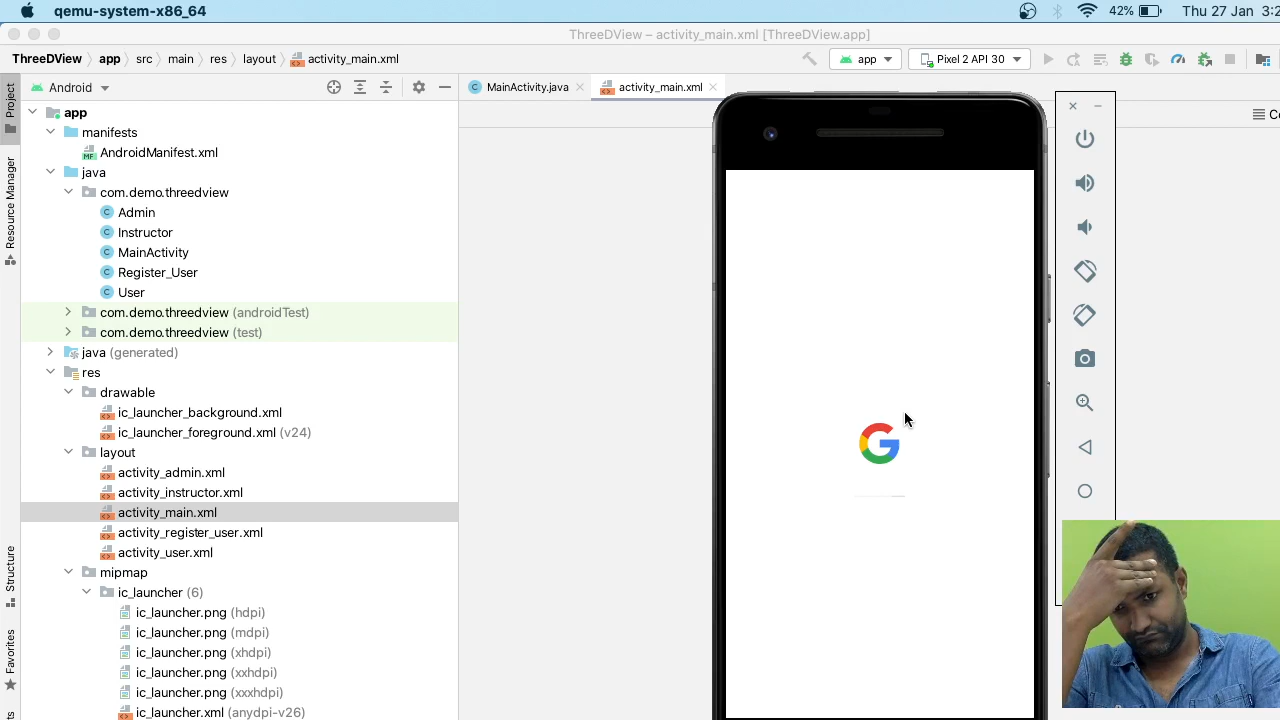 qemu-system-x86_64
42%
Thu 27 Jan
ThreeDView – activity_main.xml [ThreeDView.app]
ThreeDView
app
src
main
res
layout
activity_main.xml
app
Pixel 2 API 30
Project
Resource Manager
Structure
Favorites
Android
MainActivity.java
activity_main.xml
app
manifests
MF
AndroidManifest.xml
java
com.demo.threedview
C Admin
C Instructor
C MainActivity
C Register_User
C User
com.demo.threedview (androidTest)
com.demo.threedview (test)
java (generated)
res
drawable
ic_launcher_background.xml
ic_launcher_foreground.xml (v24)
layout
activity_admin.xml
activity_instructor.xml
activity_main.xml
activity_register_user.xml
activity_user.xml
mipmap
ic_launcher (6)
ic_launcher.png (hdpi)
ic_launcher.png (mdpi)
ic_launcher.png (xhdpi)
ic_launcher.png (xxhdpi)
ic_launcher.png (xxxhdpi)
ic_launcher.xml (anydpi-v26)
G